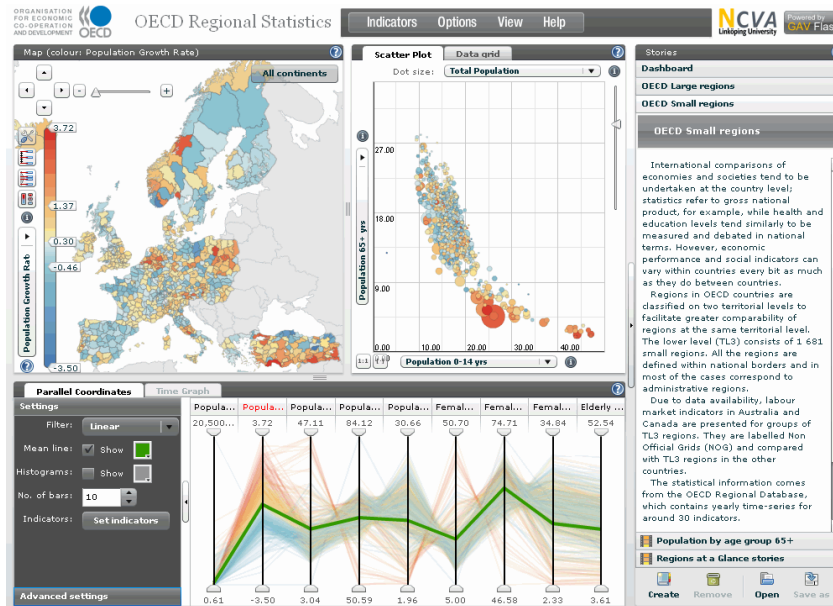 ORGANISATION
FOR ECONOMIC
CO-OPERATION
AND DEVELOPMENT
OECD
OECD Regional Statistics
Indicators Options View Help
NCVA
Linköping University
Powered by
GAV Flas
Map (colour: Population Growth Rate)
All continents
3.72
1.37
0.30
-0.46
-3.50
Population Growth Rat
Scatter Plot Data grid
Dot size: Total Population
27.00
18.00
9.00
0.00
Population 65+ yrs
10.00 20.00 30.00 40.00
1:1
Population 0-14 yrs
Stories
Dashboard
OECD Large regions
OECD Small regions
OECD Small regions
International comparisons of
economies and societies tend to be
undertaken at the country level;
statistics refer to gross national
product, for example, while health and
education levels tend similarly to be
measured and debated in national
terms. However, economic
performance and social indicators can
vary within countries every bit as much
as they do between countries.
Regions in OECD countries are
classified on two territorial levels to
facilitate greater comparability of
regions at the same territorial level.
The lower level (TL3) consists of 1 681
small regions. All the regions are
defined within national borders and in
most of the cases correspond to
administrative regions.
Due to data availability, labour
market indicators in Australia and
Canada are presented for groups of
TL3 regions. They are labelled Non
Official Grids (NOG) and compared
with TL3 regions in the other
countries.
The statistical information comes
from the OECD Regional Database,
which contains yearly time-series for
around 30 indicators.
Population by age group 65+
Regions at a Glance stories
Create Remove Open Save as
Parallel Coordinates Time Graph
Settings
Filter: Linear
Mean line: Show
Histograms: Show
No. of bars: 10
Indicators: Set indicators
Advanced settings
Popula... Popula... Popula... Popula... Popula... Femal... Femal... Femal... Elderly ...
20,500... 3.72 47.11 84.12 30.66 50.70 74.71 34.84 52.54
0.61 -3.50 3.04 50.59 1.96 5.00 46.58 2.33 3.61